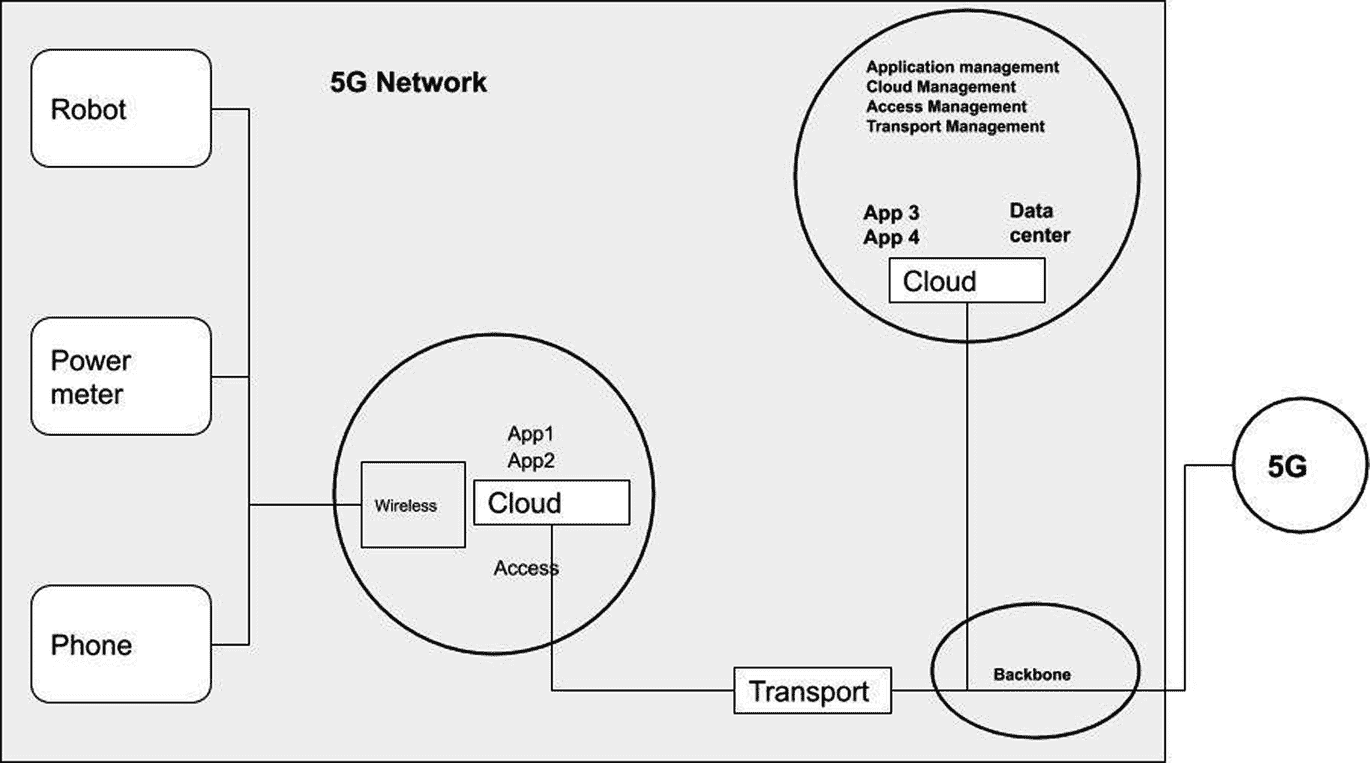 5G Network
Robot
Power
meter
Phone
Application management
Cloud Management
Access Management
Transport Management
App 3
App 4
Data
center
Cloud
App1
App2
Wireless
Cloud
Access
Transport
Backbone
5G